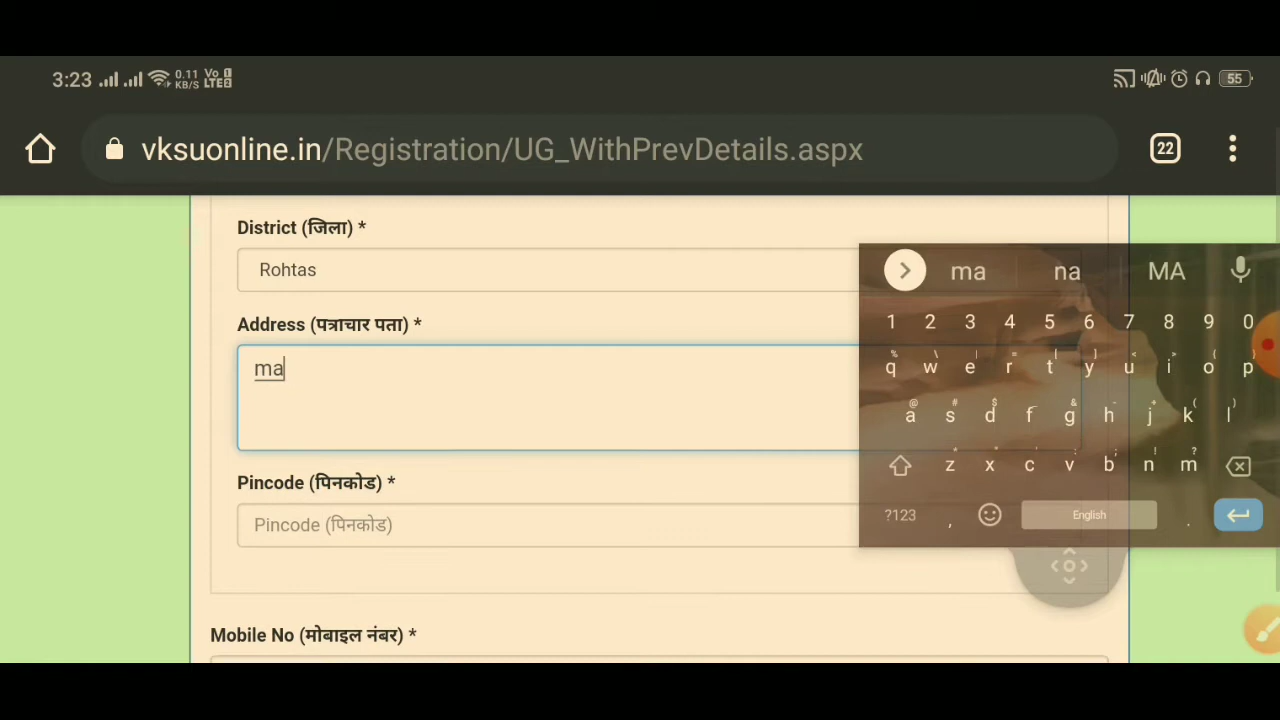 3:23 0.11 KB/S Vo LTE 1 2 55
vksuonline.in/Registration/UG_WithPrevDetails.aspx 22
District (जिला) *
Rohtas
Address (पत्राचार पता) *
ma
Pincode (पिनकोड) *
Pincode (पिनकोड)
Mobile No (मोबाइल नंबर) *
ma na MA
1 2 3 4 5 6 7 8 9 0
% \ | = [ ] < > { }
q w e r t y u i o p
@ # $ _ & - + ( )
a s d f g h j k l
* " ' : ; ! ?
z x c v b n m
?123 , English .